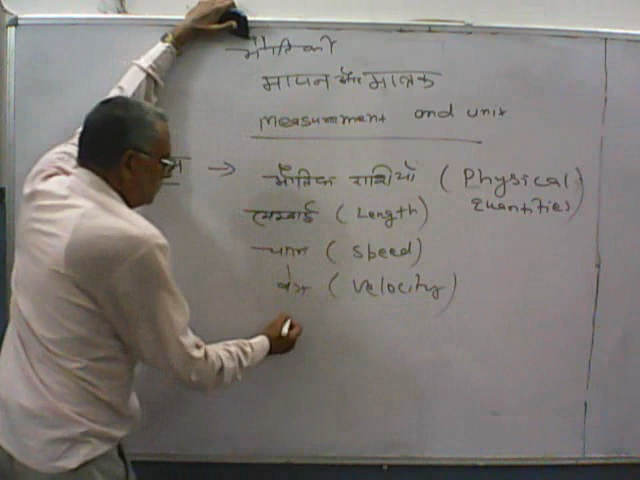 भौतिकी
मापन और मात्रक
measurement and unit
→ भौतिक राशियाँ (Physical quantities)
लम्बाई (Length)
चाल (Speed)
वेग (velocity)